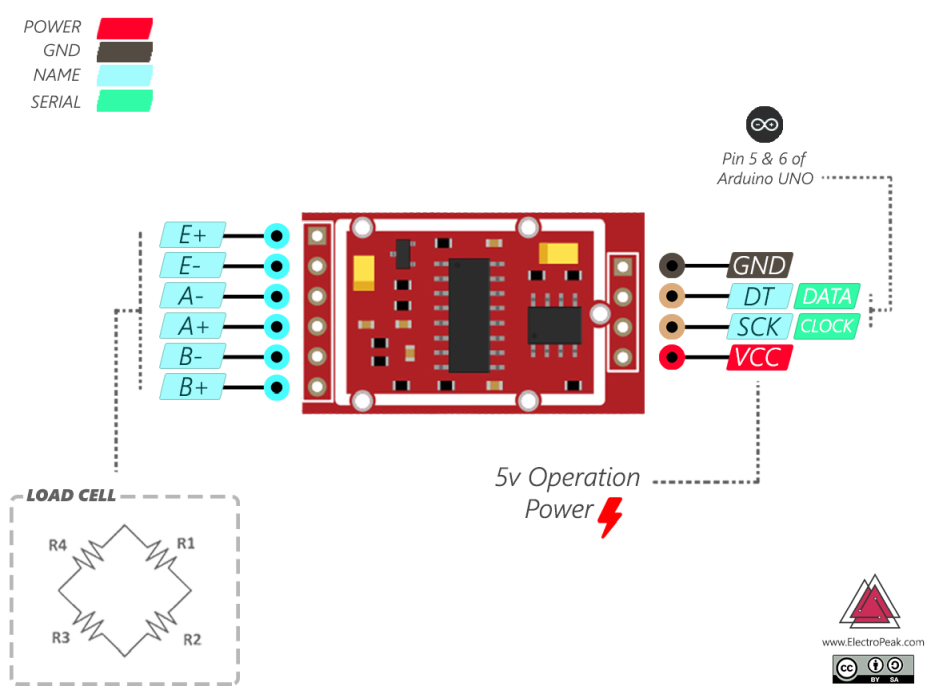 POWER
GND
NAME
SERIAL
Pin 5 & 6 of
Arduino UNO
E+
E-
A-
A+
B-
B+
GND
DT DATA
SCK CLOCK
VCC
5v Operation
Power
LOAD CELL
R4 R1
R3 R2
www.ElectroPeak.com
cc BY SA